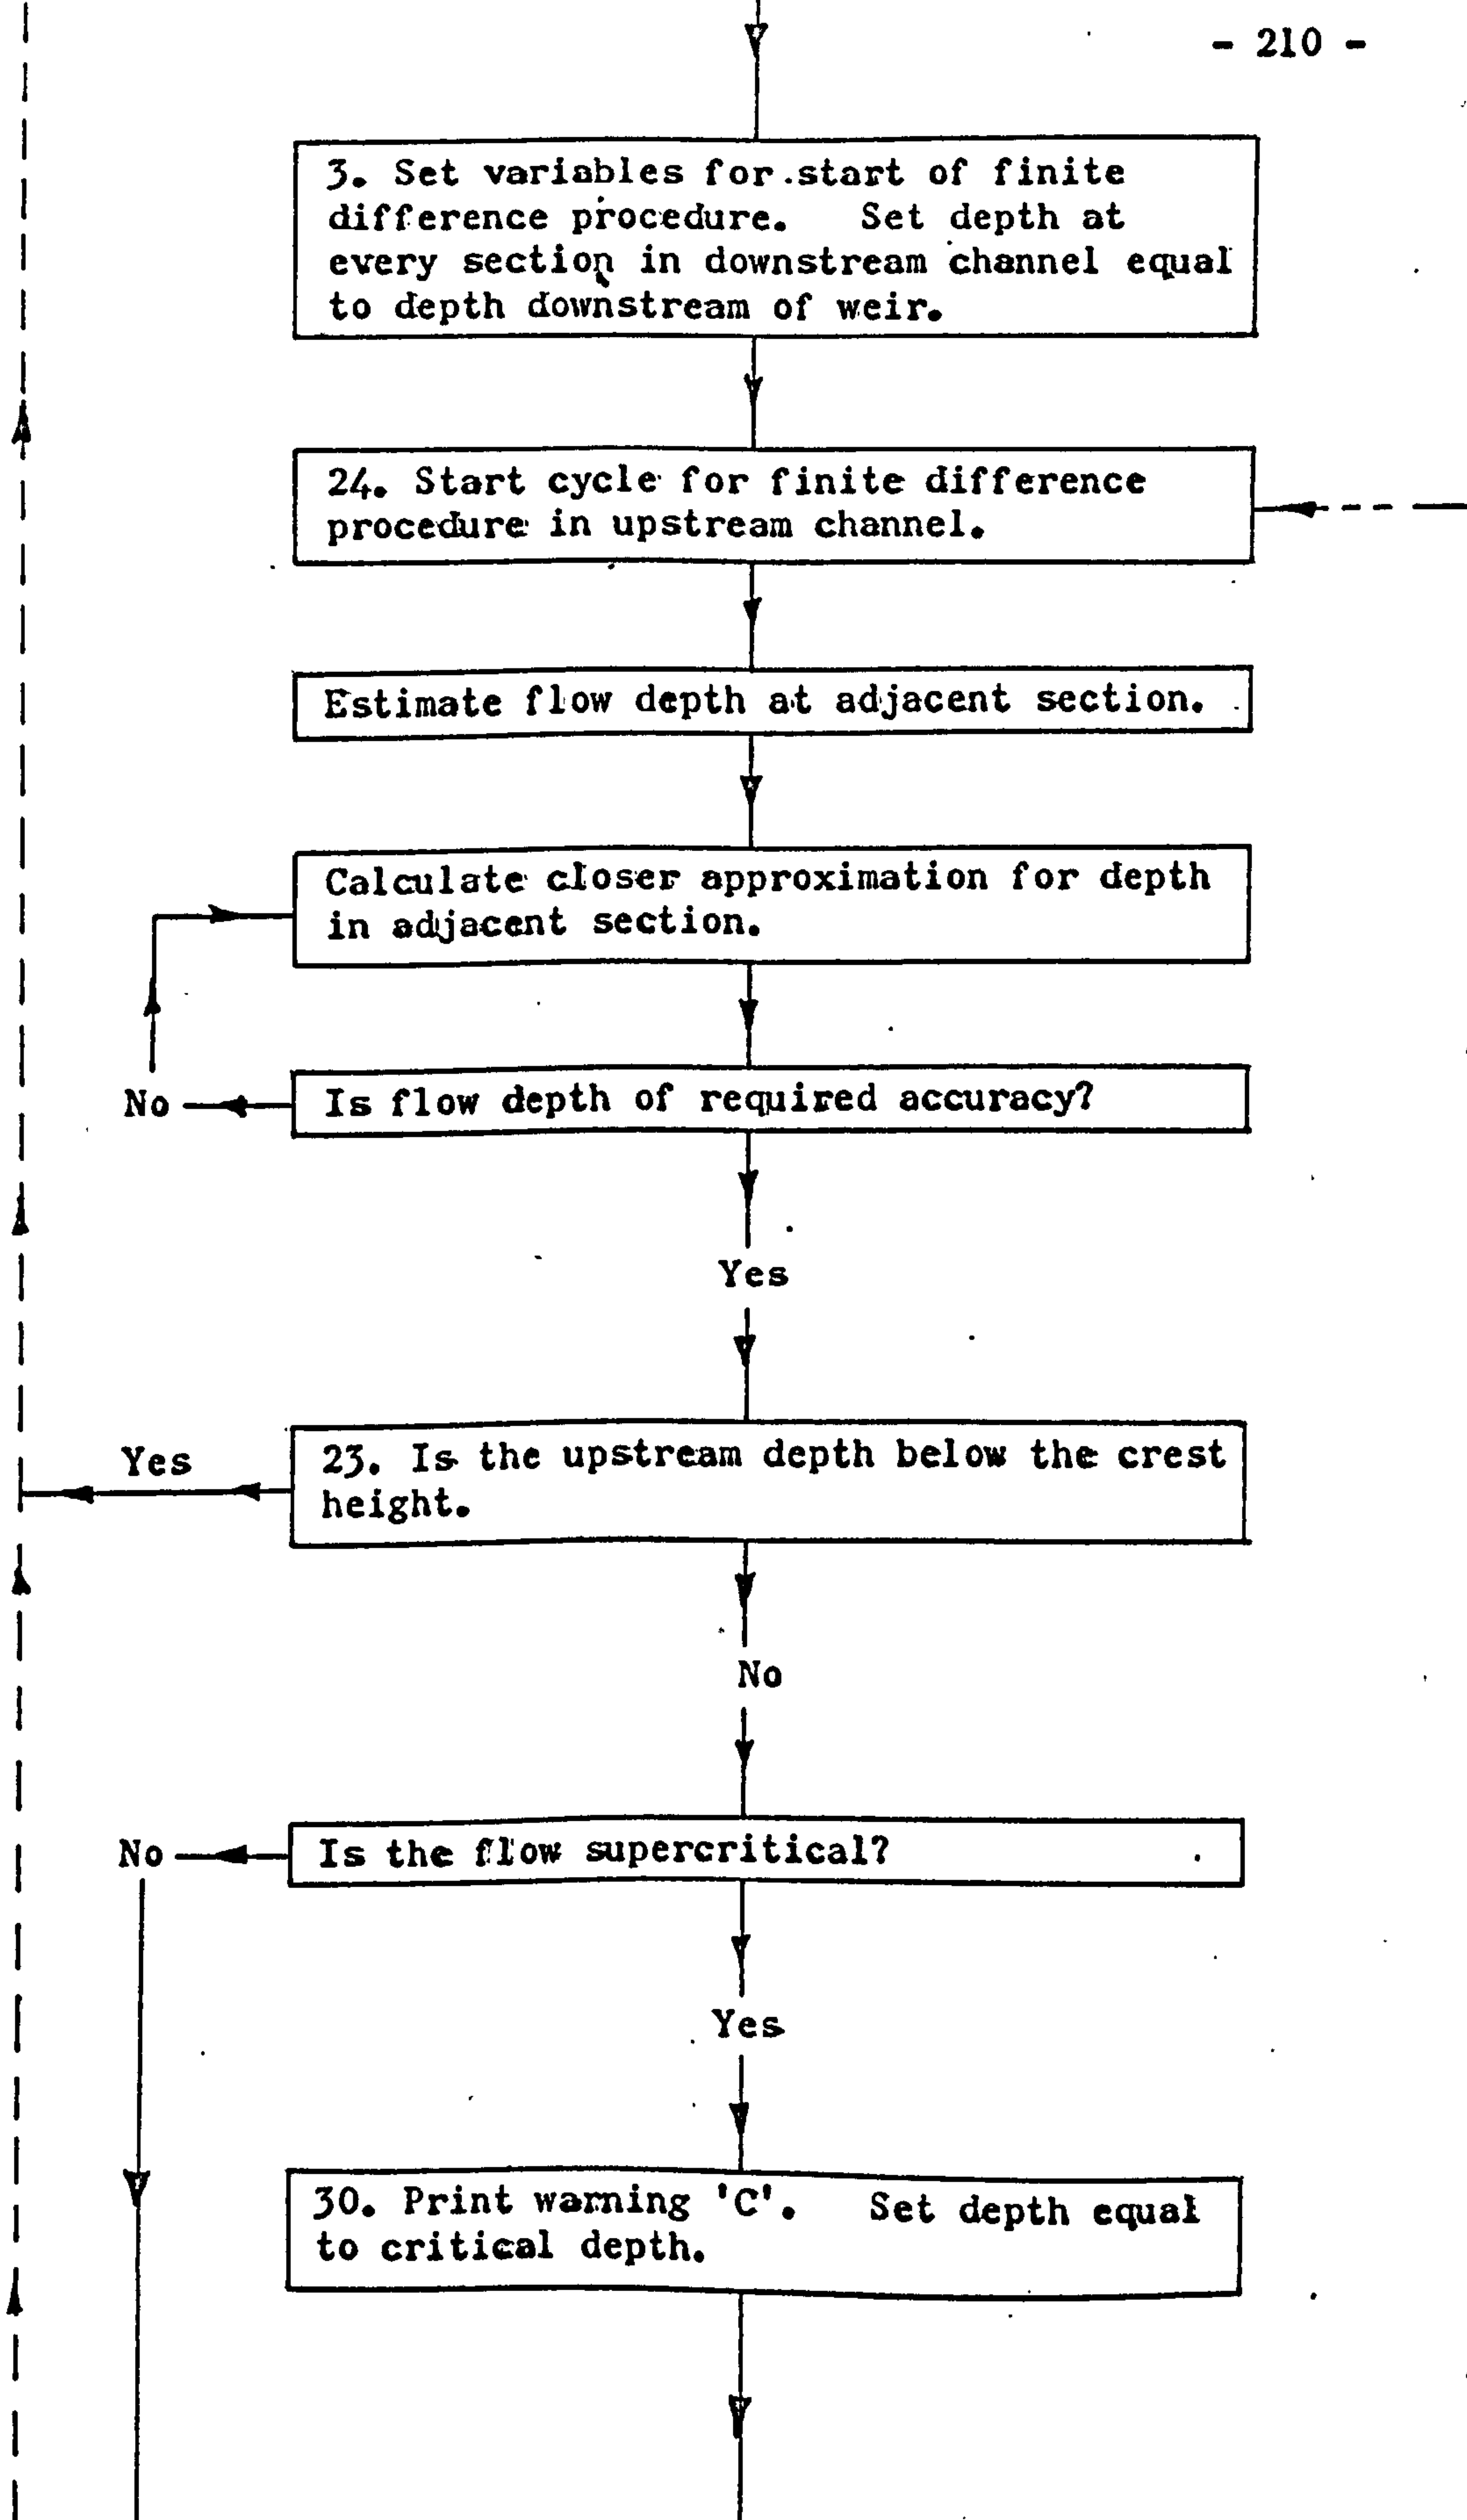 - 210 -
3. Set variables for start of finite
difference procedure.   Set depth at
every section in downstream channel equal
to depth downstream of weir.
24. Start cycle for finite difference
procedure in upstream channel.
Estimate flow depth at adjacent section.
Calculate closer approximation for depth
in adjacent section.
No
Is flow depth of required accuracy?
Yes
Yes
23. Is the upstream depth below the crest
height.
No
No
Is the flow supercritical?
Yes
30. Print warning 'C'.   Set depth equal
to critical depth.